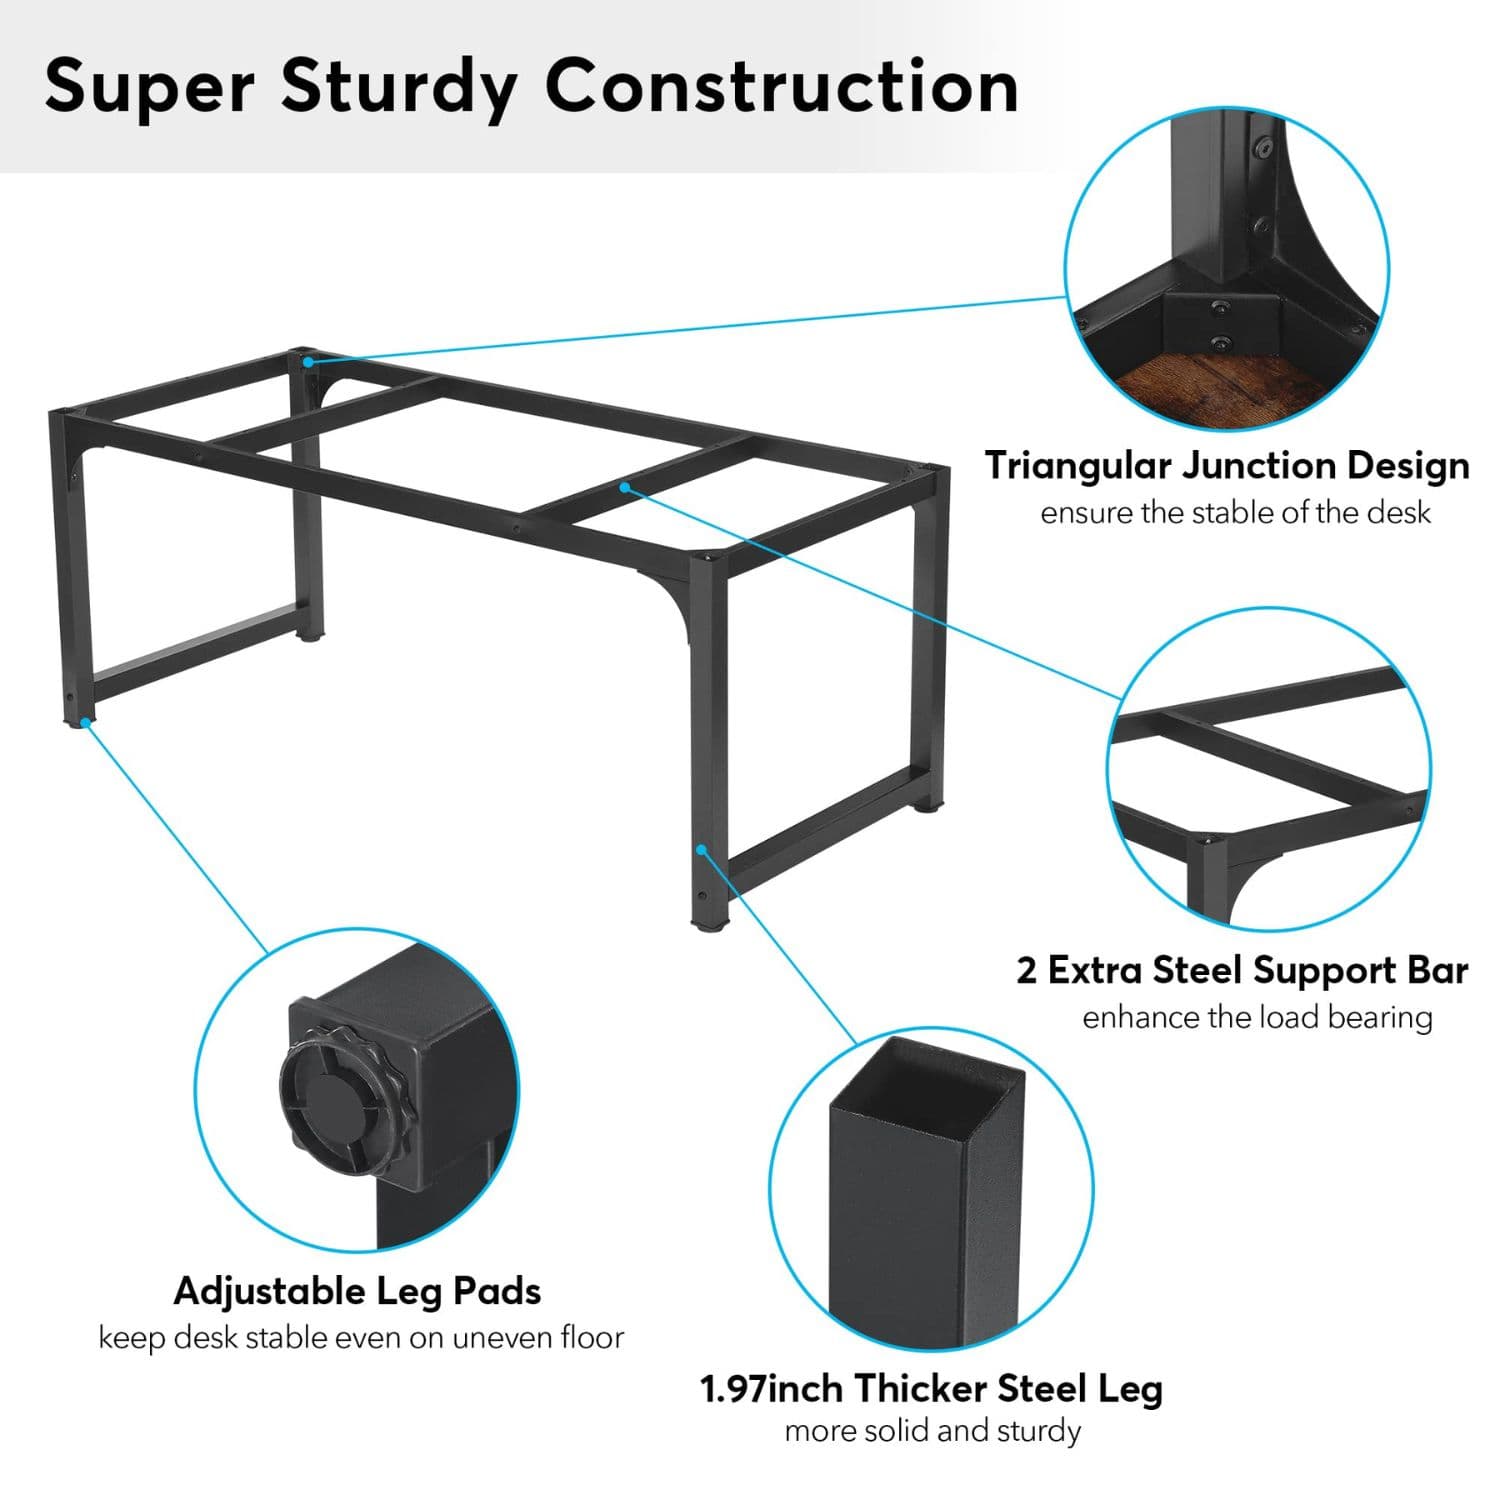 Super Sturdy Construction
Triangular Junction Design
ensure the stable of the desk
2 Extra Steel Support Bar
enhance the load bearing
Adjustable Leg Pads
keep desk stable even on uneven floor
1.97inch Thicker Steel Leg
more solid and sturdy